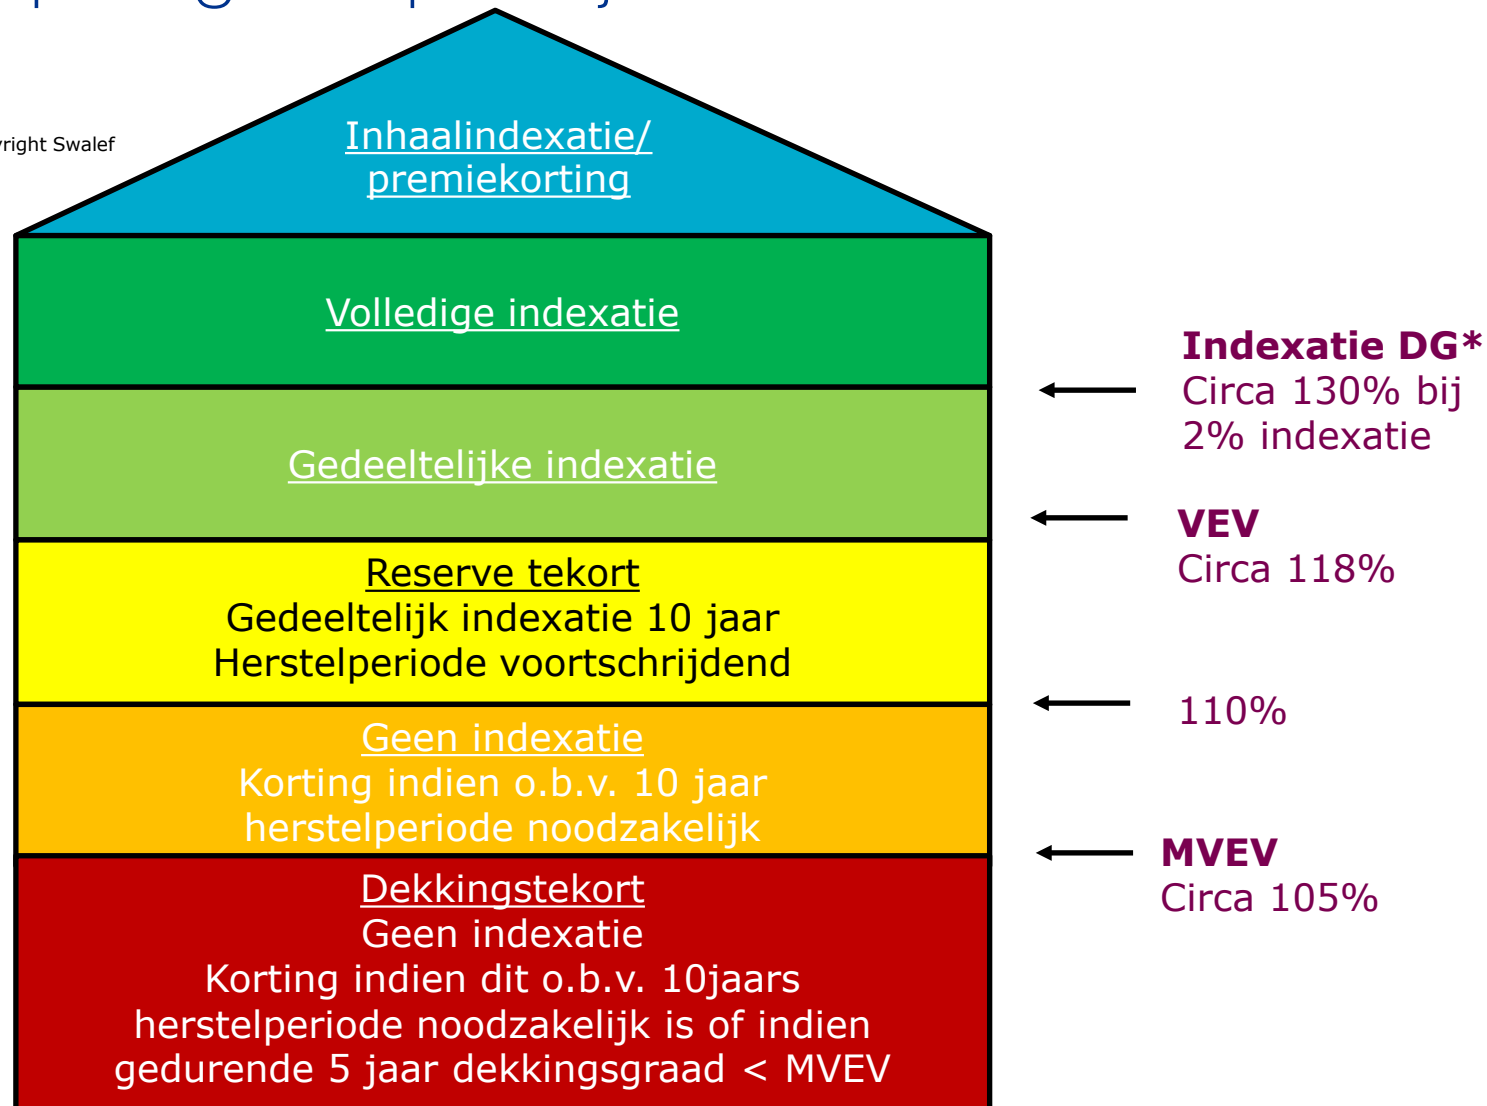 right Swalef
Inhaalindexatie/
premiekorting
Volledige indexatie
Indexatie DG*
Circa 130% bij
2% indexatie
Gedeeltelijke indexatie
VEV
Circa 118%
Reserve tekort
Gedeeltelijk indexatie 10 jaar
Herstelperiode voortschrijdend
110%
Geen indexatie
Korting indien o.b.v. 10 jaar
herstelperiode noodzakelijk
MVEV
Circa 105%
Dekkingstekort
Geen indexatie
Korting indien dit o.b.v. 10jaars
herstelperiode noodzakelijk is of indien
gedurende 5 jaar dekkingsgraad < MVEV